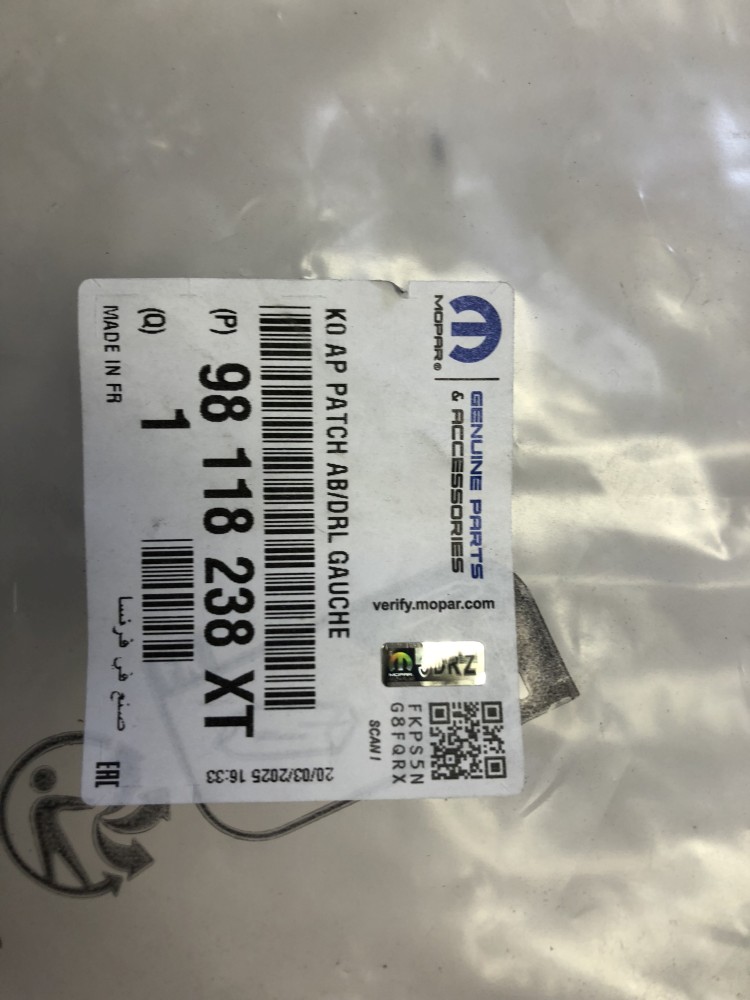 MOPAR®
GENUINE PARTS
& ACCESSORIES
verify.mopar.com
MOPAR
FKPS5N
G8FQRX
SCAN!
KO AP PATCH AB/DRL GAUCHE
(P) 98 118 238 XT
(Q) 1
MADE IN FR
صنع في فرنسا
20/03/2025 16:33
EAC